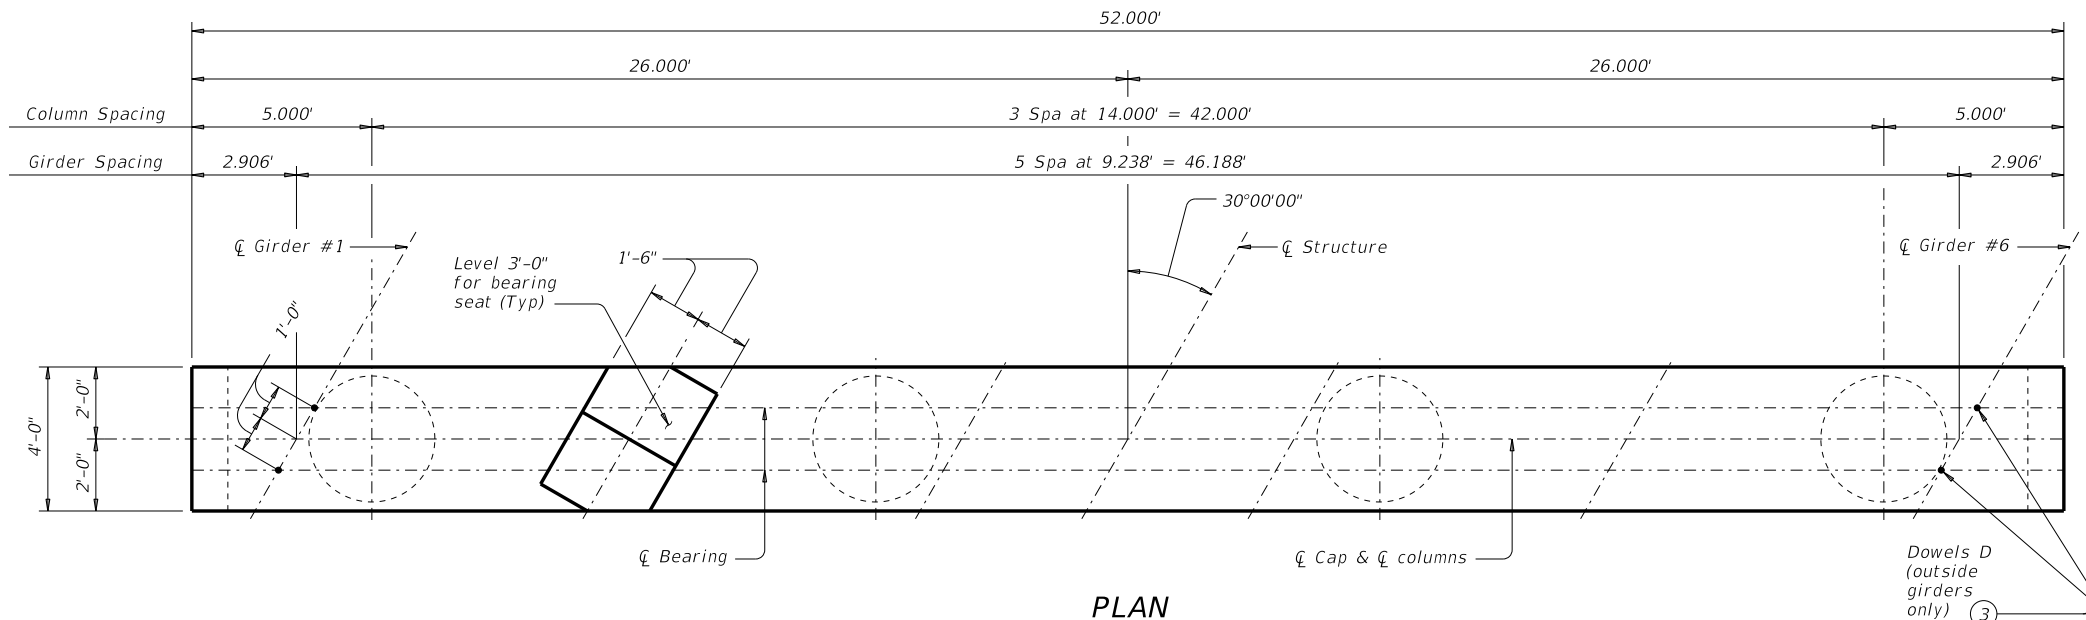 52.000'
26.000'
26.000'
Column Spacing
5.000'
3 Spa at 14.000' = 42.000'
5.000'
Girder Spacing
2.906'
5 Spa at 9.238' = 46.188'
2.906'
30°00'00"
℄ Girder #1
Level 3'-0"
for bearing
seat (Typ)
1'-6"
℄ Structure
℄ Girder #6
1'-0"
4'-0"
2'-0"
2'-0"
℄ Bearing
℄ Cap & ℄ columns
Dowels D
(outside
girders
only) 3
PLAN